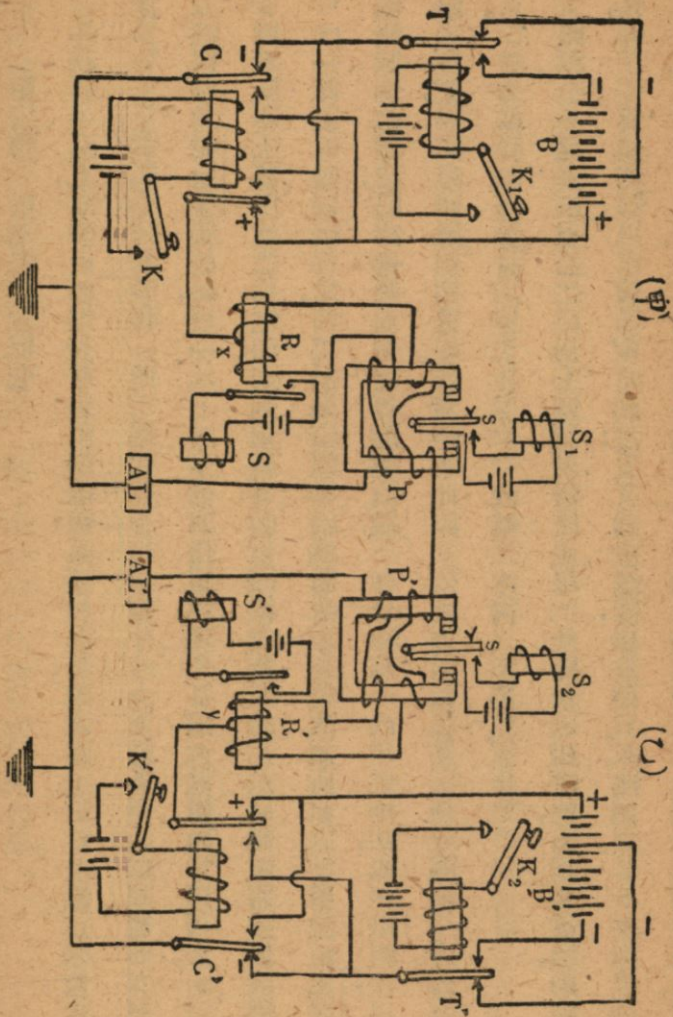 (甲) (乙)
− −
− + + −
S₁ S₂
B B'
K₁ K₂
s s
T T'
P P'
R R'
x y
S S'
− + + −
C C'
K K'
AL AL